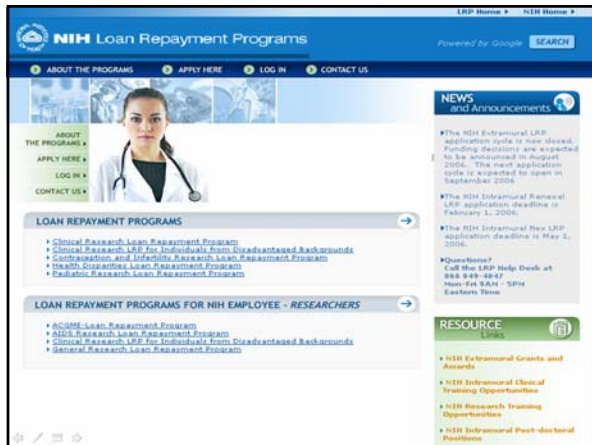 LRP Home NIH Home
NIH Loan Repayment Programs
Powered by Google SEARCH
ABOUT THE PROGRAMS APPLY HERE LOG IN CONTACT US
ABOUT
THE PROGRAMS
APPLY HERE
LOG IN
CONTACT US
LOAN REPAYMENT PROGRAMS
Clinical Research Loan Repayment Program
Clinical Research LRP for Individuals from Disadvantaged Backgrounds
Contraception and Infertility Research Loan Repayment Program
Health Disparities Loan Repayment Program
Pediatric Research Loan Repayment Program
LOAN REPAYMENT PROGRAMS FOR NIH EMPLOYEE - RESEARCHERS
ACGME-Loan Repayment Program
AIDS Research Loan Repayment Program
Clinical Research LRP for Individuals from Disadvantaged Backgrounds
General Research Loan Repayment Program
NEWS
and Announcements
The NIH Extramural LRP
application cycle is now closed.
Funding decisions are expected
to be announced in August
2006. The next application
cycle is expected to open in
September 2006
The NIH Intramural Renewal
LRP application deadline is
February 1, 2006.
The NIH Intramural New LRP
application deadline is May 1,
2006.
Questions?
Call the LRP Help Desk at
866 849-4047
Mon-Fri 9AM - 5PM
Eastern Time
RESOURCE
Links
NIH Extramural Grants and
Awards
NIH Intramural Clinical
Training Opportunities
NIH Research Training
Opportunities
NIH Intramural Post-doctoral
Positions